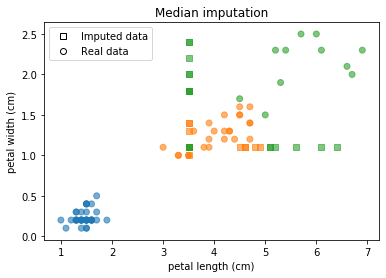 Median imputation
Imputed data
Real data
2.5
2.0
1.5
1.0
0.5
0.0
petal width (cm)
1 2 3 4 5 6 7
petal length (cm)